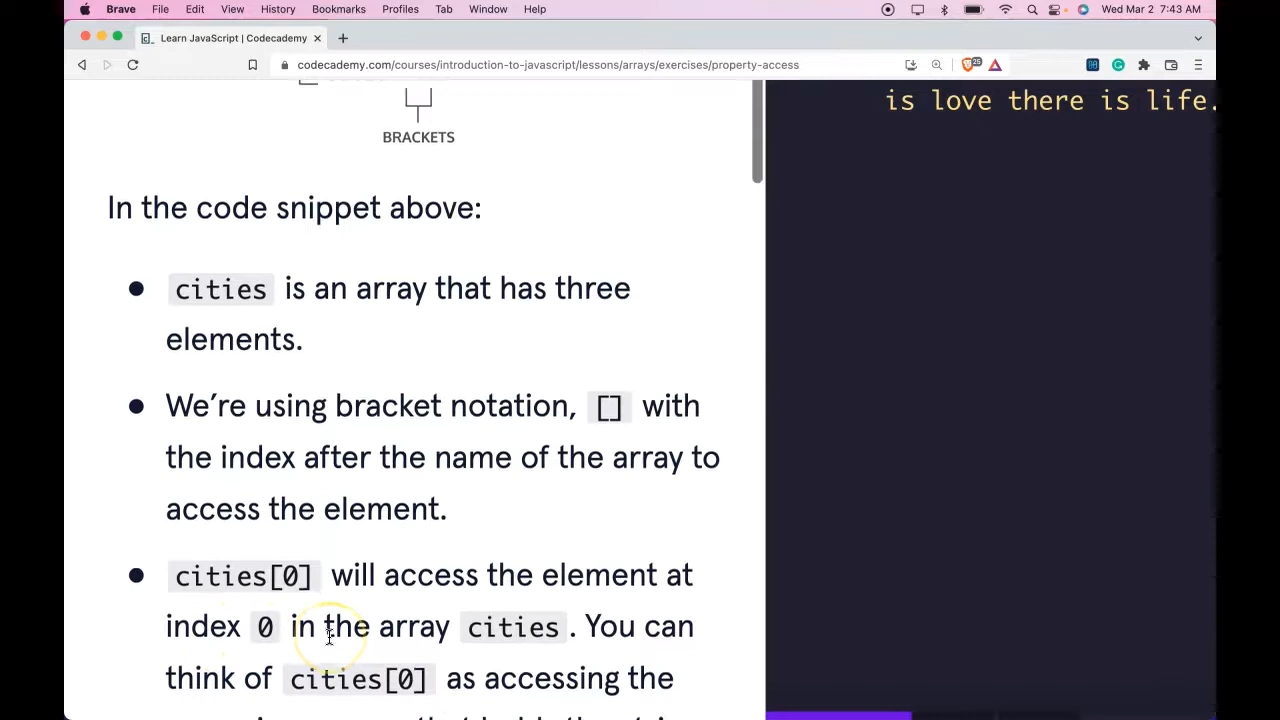 Brave File Edit View History Bookmarks Profiles Tab Window Help Wed Mar 2 7:43 AM
Learn JavaScript | Codecademy
codecademy.com/courses/introduction-to-javascript/lessons/arrays/exercises/property-access
25
is love there is life.
BRACKETS
In the code snippet above:
cities is an array that has three
elements.
We’re using bracket notation, [] with
the index after the name of the array to
access the element.
cities[0] will access the element at
index 0 in the array cities. You can
think of cities[0] as accessing the